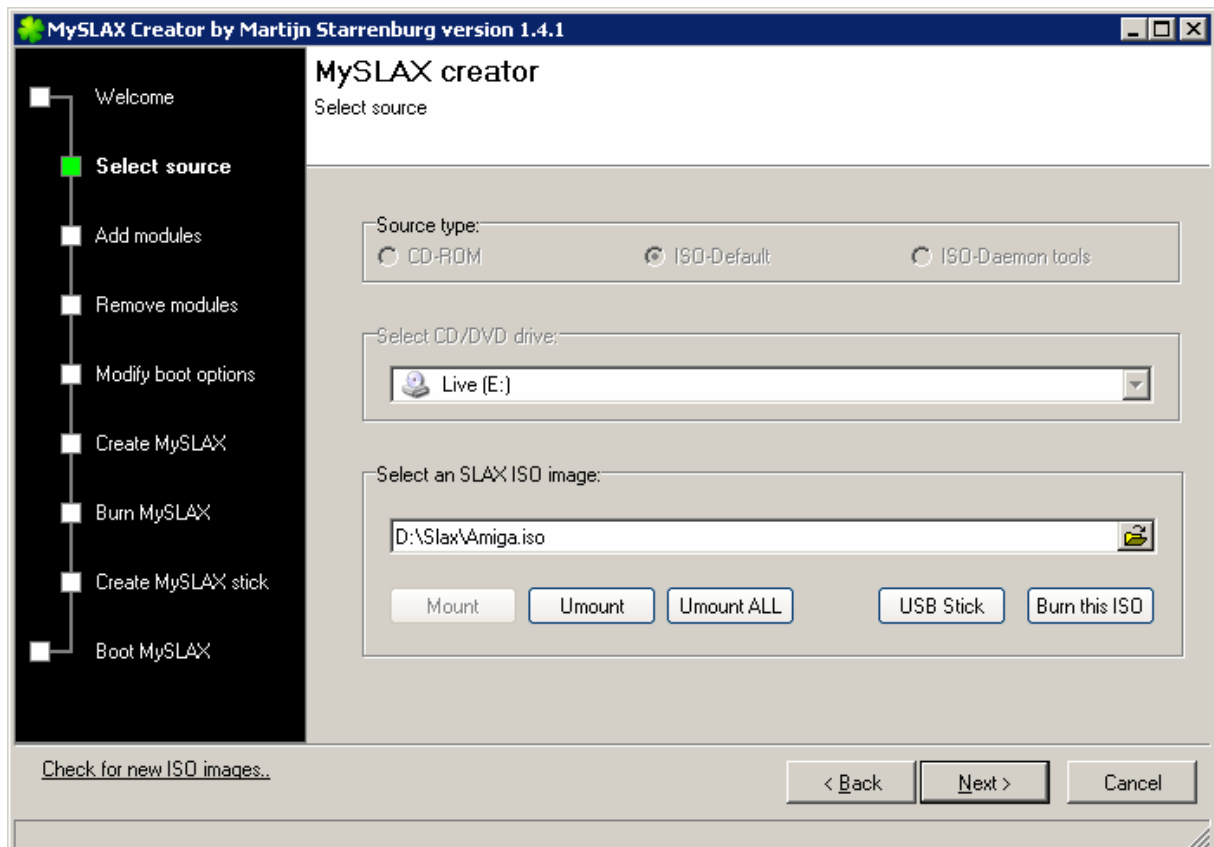 MySLAX Creator by Martijn Starrenburg version 1.4.1
MySLAX creator
Select source
Welcome
Select source
Add modules
Remove modules
Modify boot options
Create MySLAX
Burn MySLAX
Create MySLAX stick
Boot MySLAX
Source type:
CD-ROM ISO-Default ISO-Daemon tools
Select CD/DVD drive:
Live (E:)
Select an SLAX ISO image:
D:\Slax\Amiga.iso
Mount Umount Umount ALL USB Stick Burn this ISO
Check for new ISO images..
< Back Next > Cancel